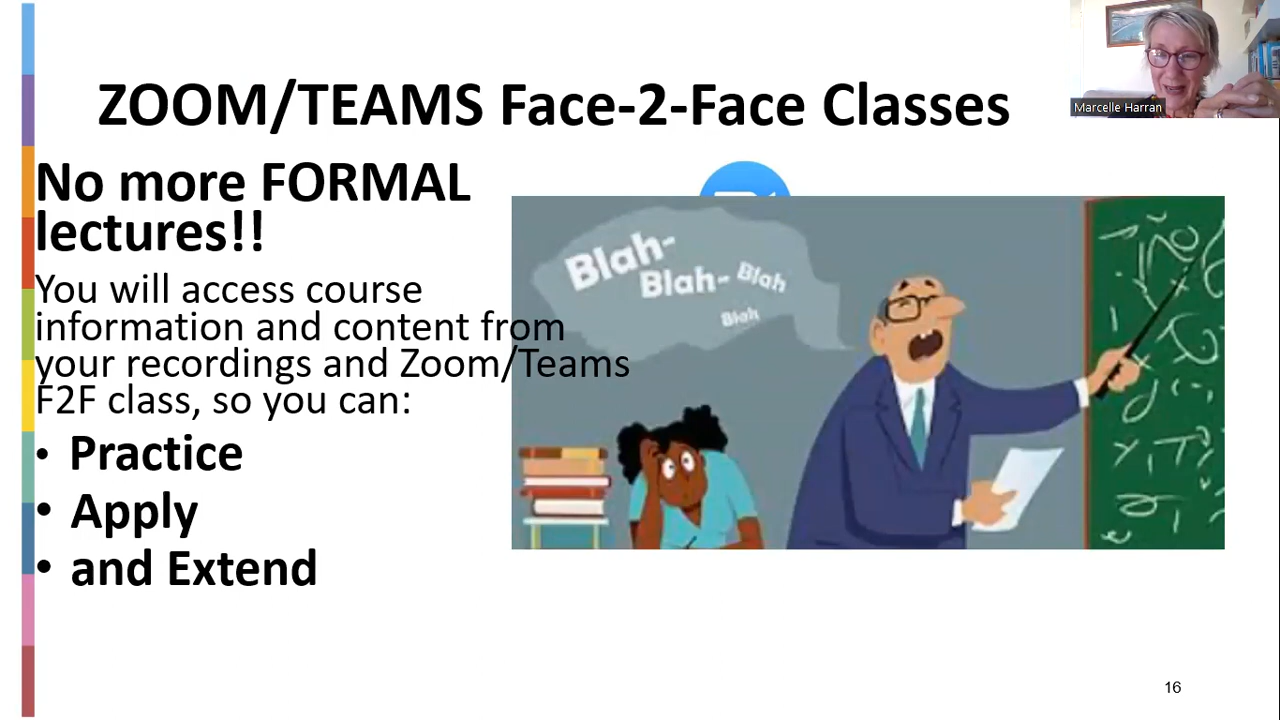 ZOOM/TEAMS Face-2-Face Classes
Marcelle Harran
No more FORMAL
lectures!!
You will access course
information and content from
your recordings and Zoom/Teams
F2F class, so you can:
• Practice
• Apply
• and Extend
Blah-
Blah- Blah
Blah
16